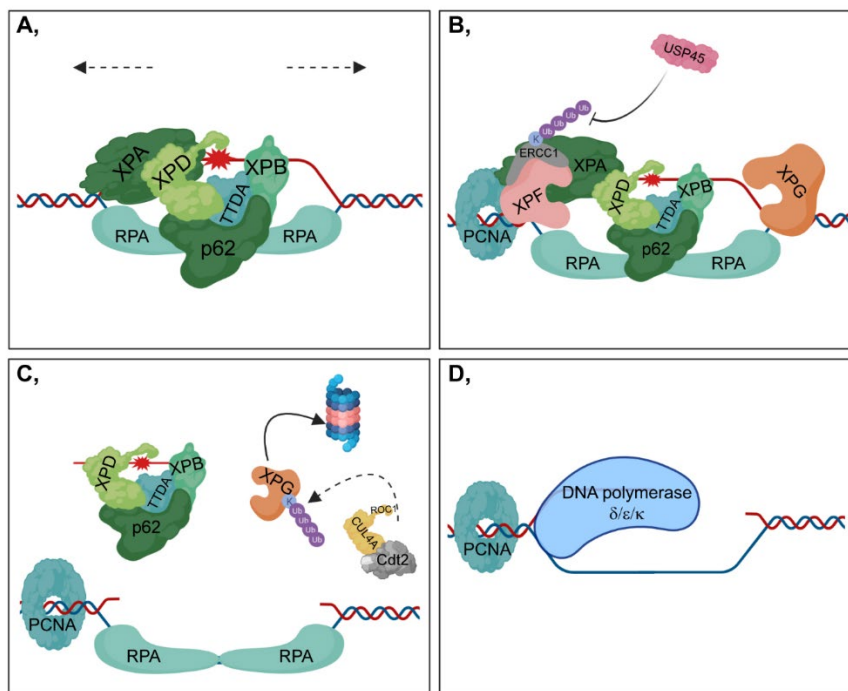 A,
XPA
XPD
XPB
TTDA
RPA
p62
RPA
B,
USP45
Ub
Ub
Ub
Ub
K
ERCC1
XPA
XPF
XPD
XPB
TTDA
XPG
PCNA
p62
RPA
RPA
C,
XPD
XPB
TTDA
p62
XPG
K
Ub
Ub
Ub
Ub
ROC1
CUL4A
Cdt2
PCNA
RPA
RPA
D,
DNA polymerase
δ/ε/κ
PCNA